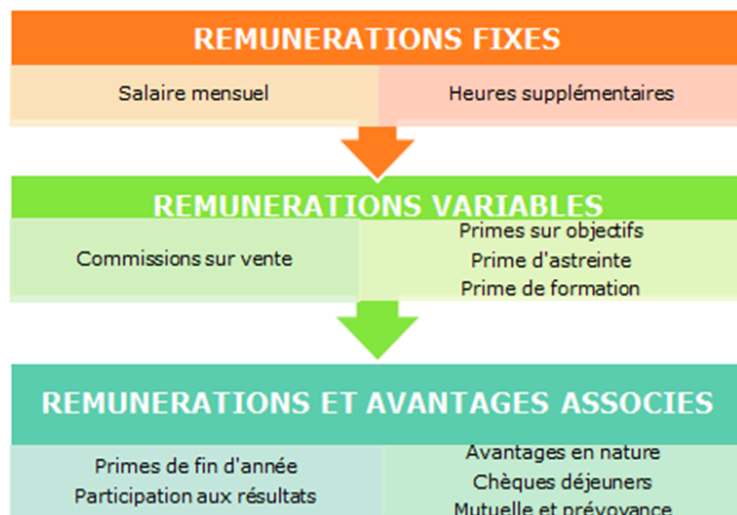 REMUNERATIONS FIXES
Salaire mensuel
Heures supplémentaires
REMUNERATIONS VARIABLES
Commissions sur vente
Primes sur objectifs
Prime d'astreinte
Prime de formation
REMUNERATIONS ET AVANTAGES ASSOCIES
Primes de fin d'année
Participation aux résultats
Avantages en nature
Chèques déjeuners
Mutuelle et prévoyance